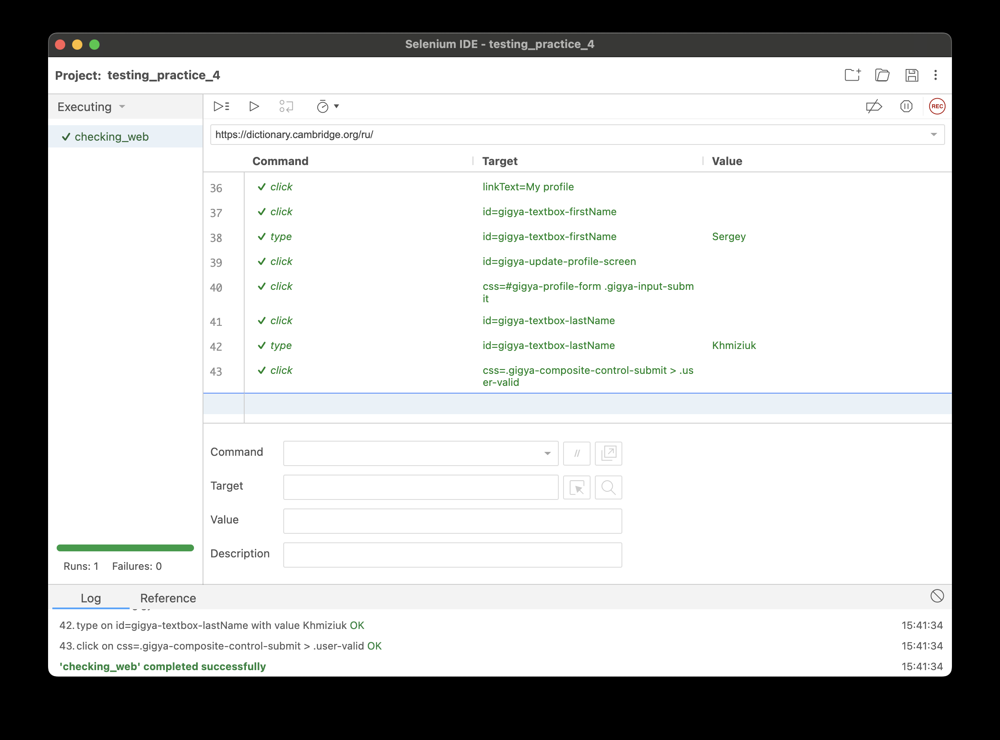 Selenium IDE - testing_practice_4
Project: testing_practice_4
Executing
REC
checking_web
https://dictionary.cambridge.org/ru/
Command Target Value
36 click linkText=My profile
37 click id=gigya-textbox-firstName
38 type id=gigya-textbox-firstName Sergey
39 click id=gigya-update-profile-screen
40 click css=#gigya-profile-form .gigya-input-subm
it
41 click id=gigya-textbox-lastName
42 type id=gigya-textbox-lastName Khmiziuk
43 click css=.gigya-composite-control-submit > .us
er-valid
Command //
Target
Value
Description
Runs: 1 Failures: 0
Log Reference
42. type on id=gigya-textbox-lastName with value Khmiziuk OK 15:41:34
43. click on css=.gigya-composite-control-submit > .user-valid OK 15:41:34
'checking_web' completed successfully 15:41:34